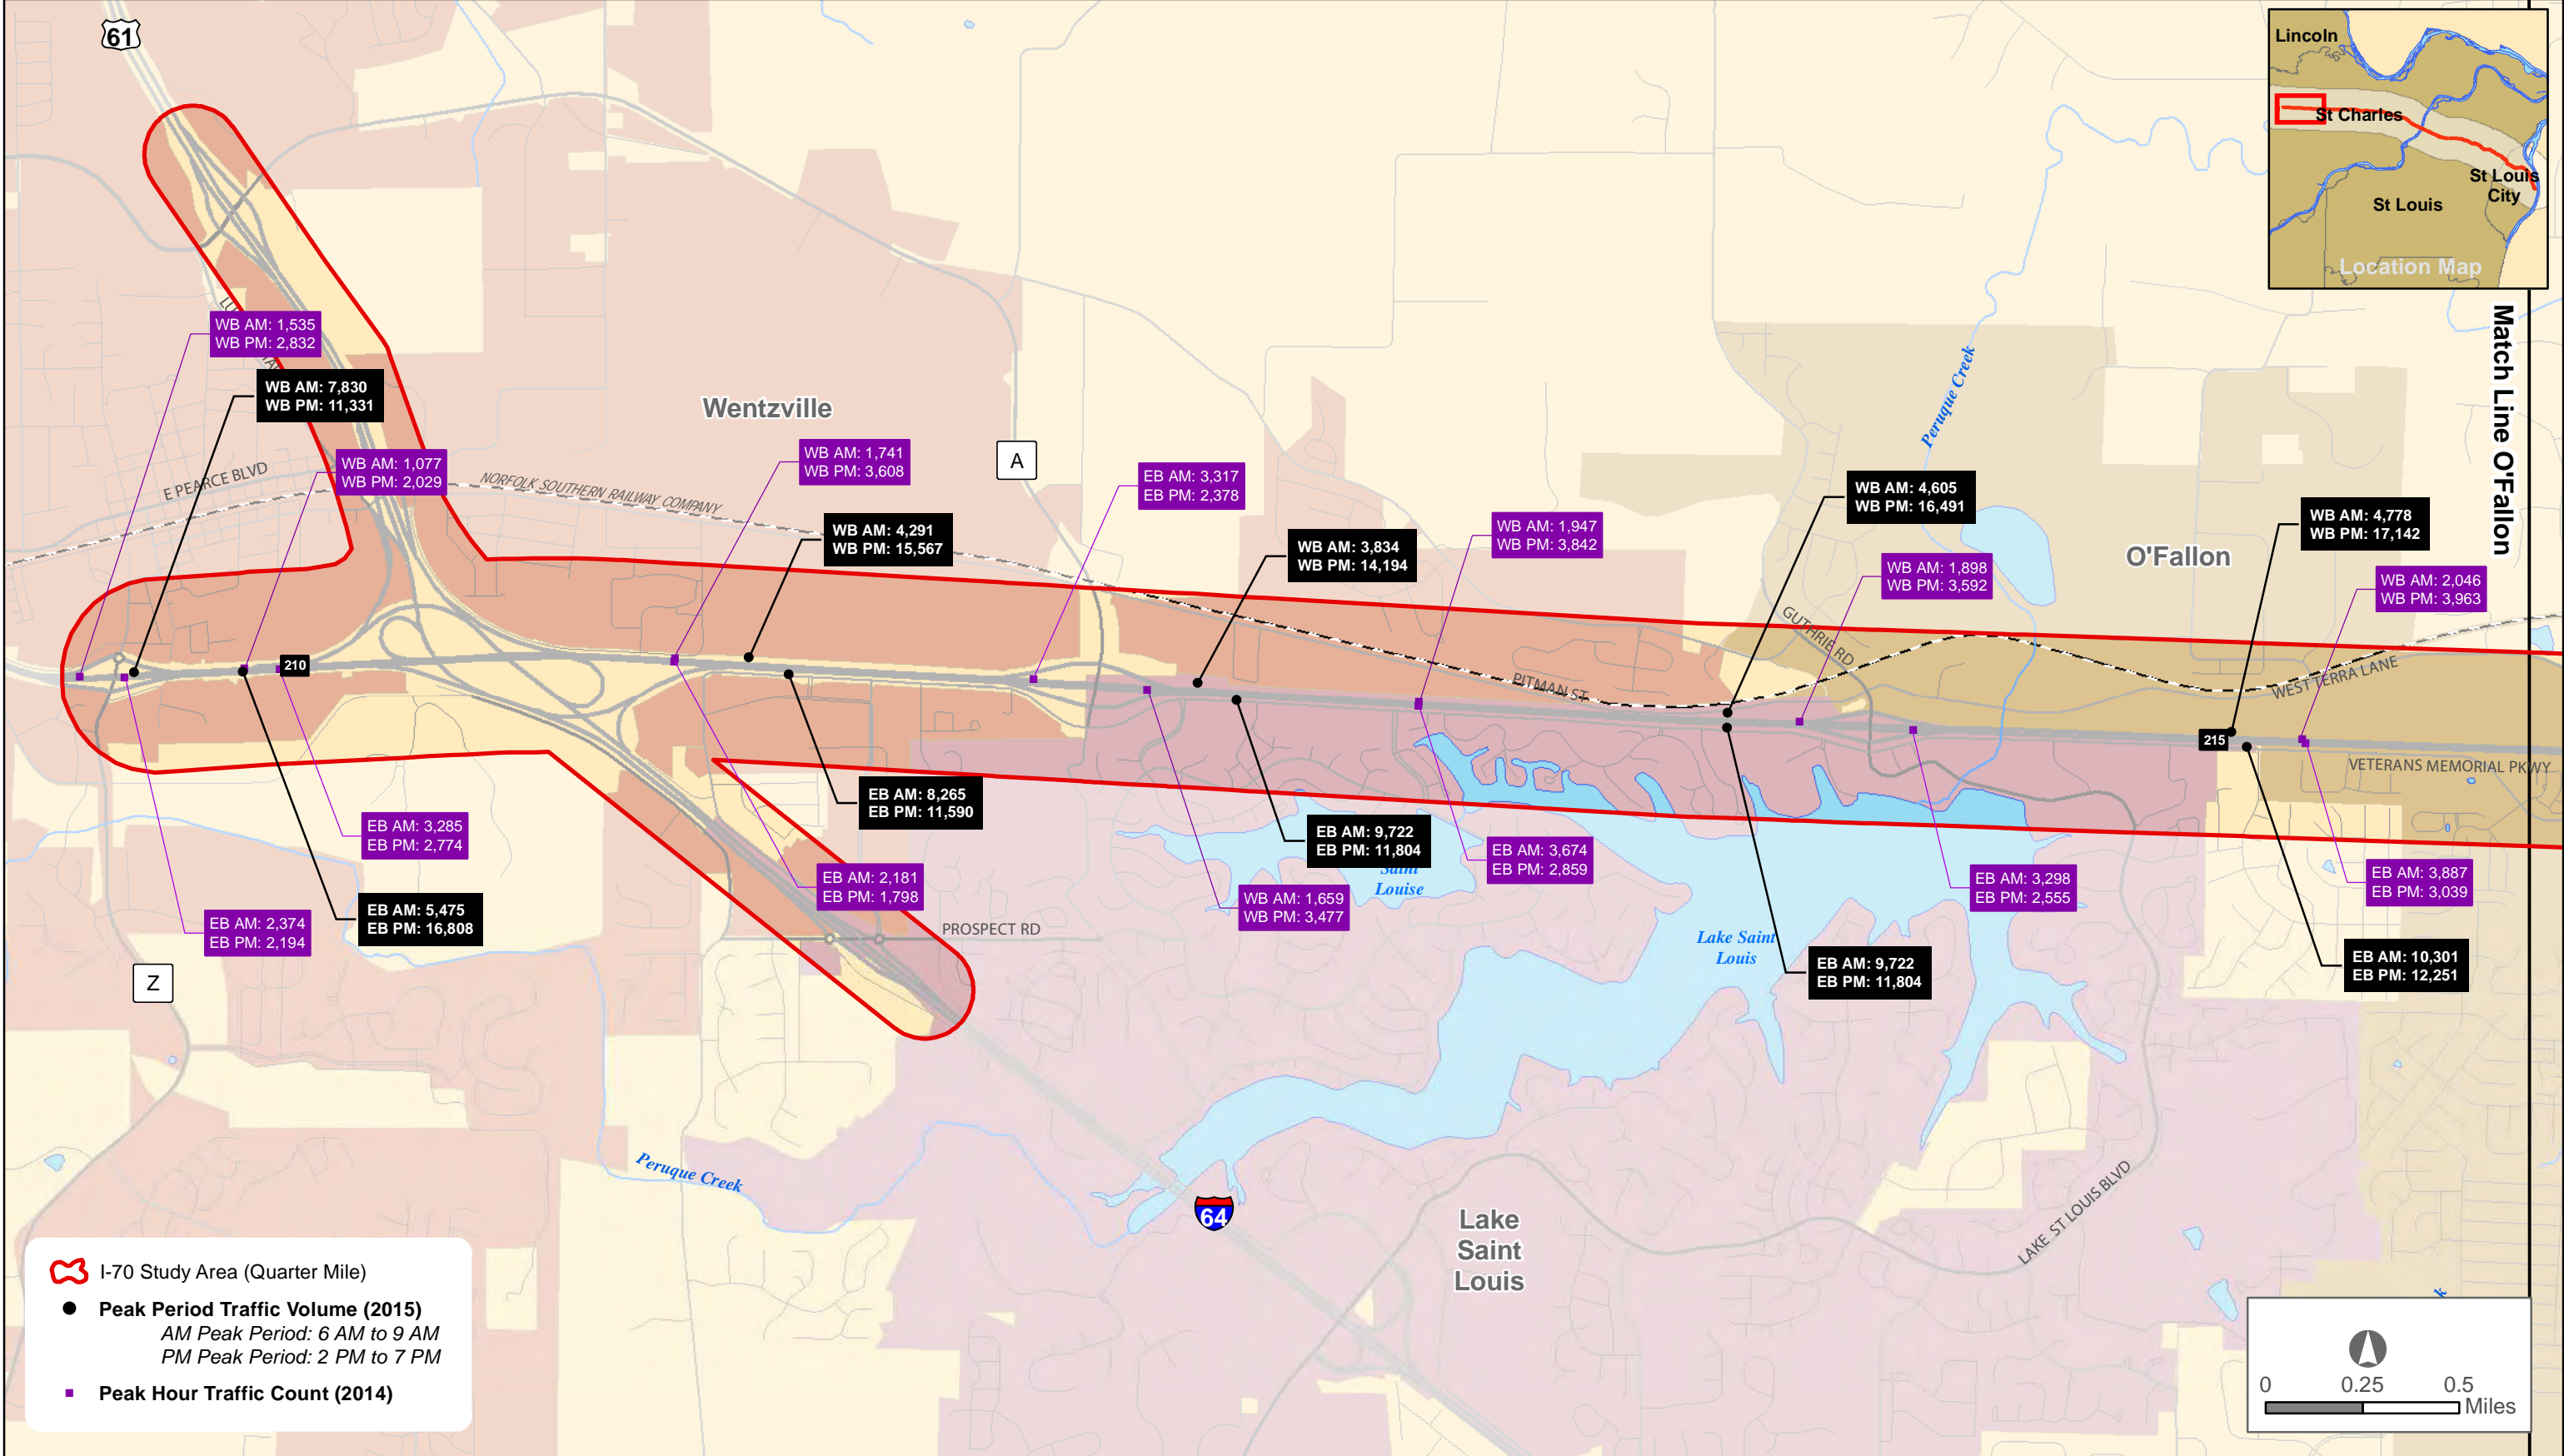 61
Lincoln
St Charles
St Louis
City
St Louis
Location Map
Match Line O'Fallon
WB AM: 1,535
WB PM: 2,832
WB AM: 7,830
WB PM: 11,331
Wentzville
WB AM: 1,077
WB PM: 2,029
E PEARCE BLVD
NORFOLK SOUTHERN RAILWAY COMPANY
WB AM: 1,741
WB PM: 3,608
A
EB AM: 3,317
EB PM: 2,378
WB AM: 4,291
WB PM: 15,567
WB AM: 3,834
WB PM: 14,194
WB AM: 1,947
WB PM: 3,842
Peruque Creek
WB AM: 4,605
WB PM: 16,491
WB AM: 1,898
WB PM: 3,592
O'Fallon
WB AM: 4,778
WB PM: 17,142
WB AM: 2,046
WB PM: 3,963
GUTHRIE RD
PITMAN ST
WEST TERRA LANE
210
215
VETERANS MEMORIAL PKWY
EB AM: 8,265
EB PM: 11,590
EB AM: 3,285
EB PM: 2,774
EB AM: 9,722
EB PM: 11,804
Saint
Louise
EB AM: 3,674
EB PM: 2,859
EB AM: 2,181
EB PM: 1,798
EB AM: 3,298
EB PM: 2,555
EB AM: 3,887
EB PM: 3,039
WB AM: 1,659
WB PM: 3,477
EB AM: 5,475
EB PM: 16,808
EB AM: 2,374
EB PM: 2,194
PROSPECT RD
Lake Saint
Louis
EB AM: 9,722
EB PM: 11,804
EB AM: 10,301
EB PM: 12,251
Z
Peruque Creek
64
Lake
Saint
Louis
LAKE ST LOUIS BLVD
I-70 Study Area (Quarter Mile)
Peak Period Traffic Volume (2015)
AM Peak Period: 6 AM to 9 AM
PM Peak Period: 2 PM to 7 PM
Peak Hour Traffic Count (2014)
0 0.25 0.5
Miles